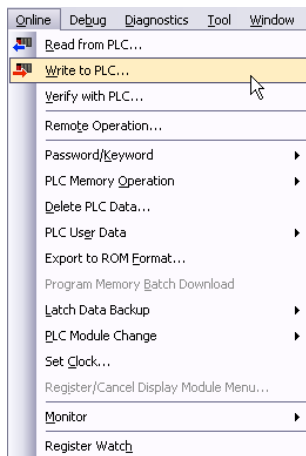 Online Debug Diagnostics Tool Window
Read from PLC...
Write to PLC...
Verify with PLC...
Remote Operation...
Password/Keyword
PLC Memory Operation
Delete PLC Data...
PLC User Data
Export to ROM Format...
Program Memory Batch Download
Latch Data Backup
PLC Module Change
Set Clock...
Register/Cancel Display Module Menu...
Monitor
Register Watch